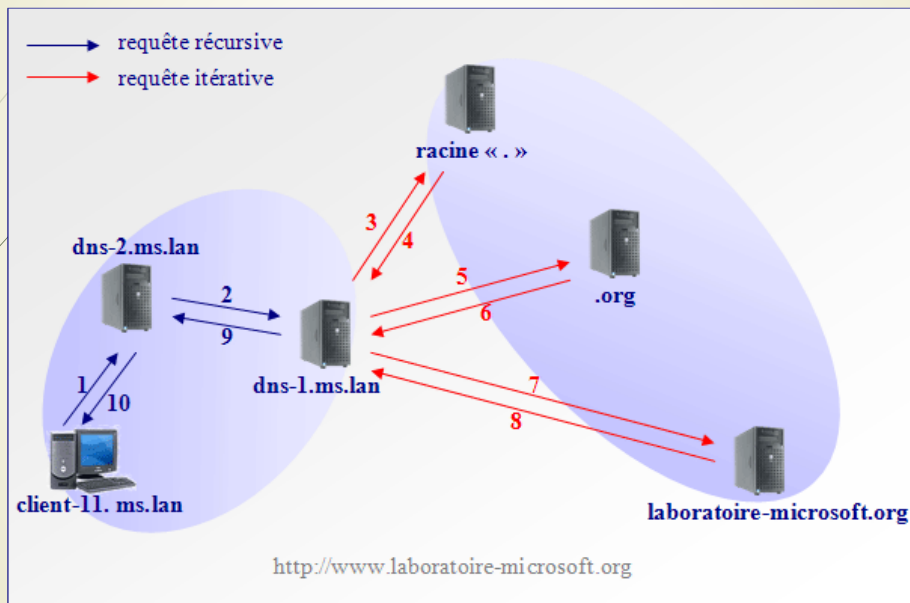 requête récursive
requête itérative
racine « . »
dns-2.ms.lan
3
4
5
.org
2
6
9
dns-1.ms.lan
7
1
10
8
client-11. ms.lan
laboratoire-microsoft.org
http://www.laboratoire-microsoft.org